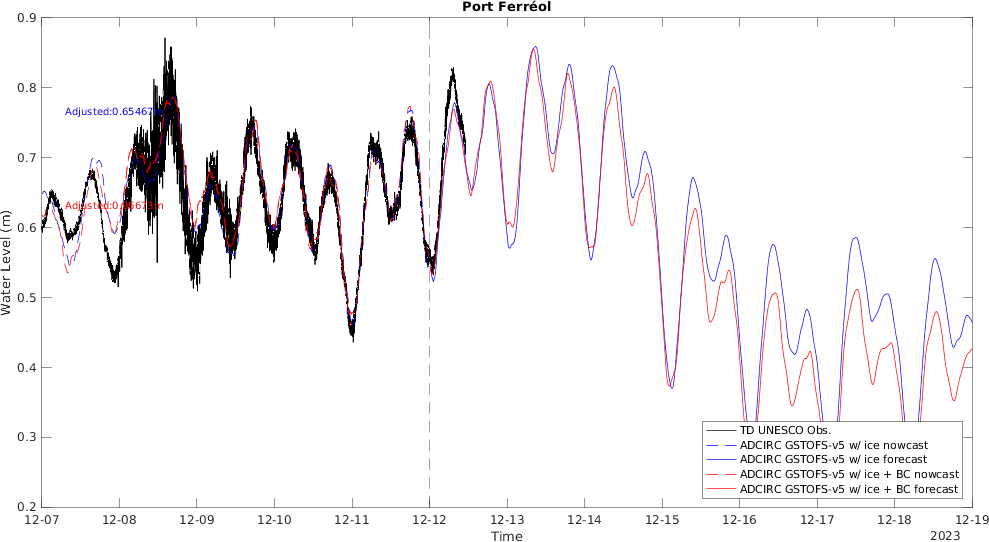 Port Ferréol
0.9
0.8
0.7
0.6
0.5
0.4
0.3
0.2
Water Level (m)
Adjusted:0.65467
Adjusted:
TD UNESCO Obs.
ADCIRC GSTOFS-v5 w/ ice nowcast
ADCIRC GSTOFS-v5 w/ ice forecast
ADCIRC GSTOFS-v5 w/ ice + BC nowcast
ADCIRC GSTOFS-v5 w/ ice + BC forecast
12-07 12-08 12-09 12-10 12-11 12-12 12-13 12-14 12-15 12-16 12-17 12-18 12-19
Time
2023